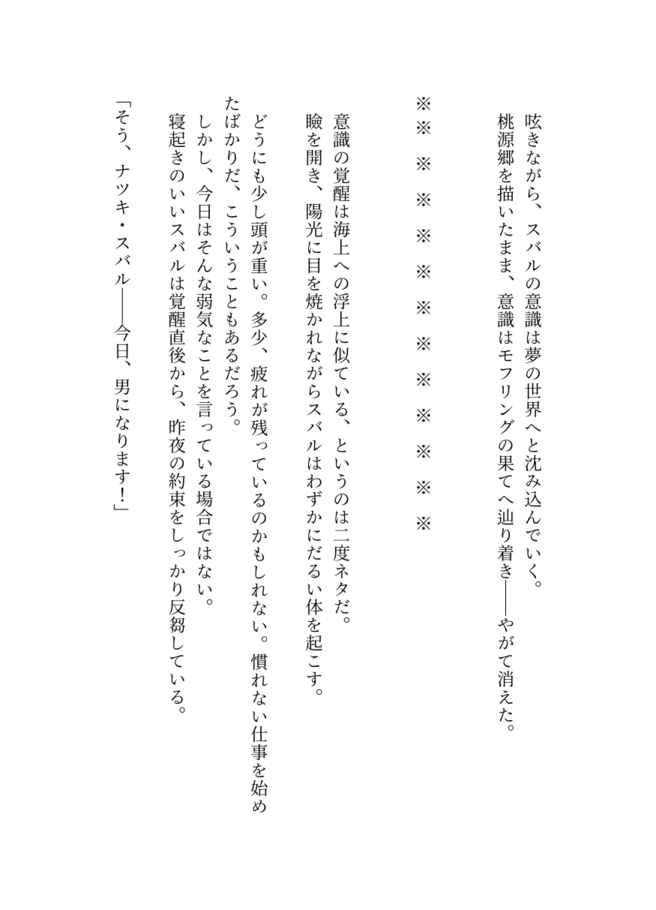 呟きながら、スバルの意識は夢の世界へと沈み込んでいく。
桃源郷を描いたまま、意識はモフリングの果てへ辿り着き――やがて消えた。
※※　※　※　※　※　※　※　※　※　※　※　※
意識の覚醒は海上への浮上に似ている、というのは二度ネタだ。
瞼を開き、陽光に目を焼かれながらスバルはわずかにだるい体を起こす。
どうにも少し頭が重い。多少、疲れが残っているのかもしれない。慣れない仕事を始め
たばかりだ、こういうこともあるだろう。
しかし、今日はそんな弱気なことを言っている場合ではない。
寝起きのいいスバルは覚醒直後から、昨夜の約束をしっかり反芻している。
「そう、ナツキ・スバル――今日、男になります！」